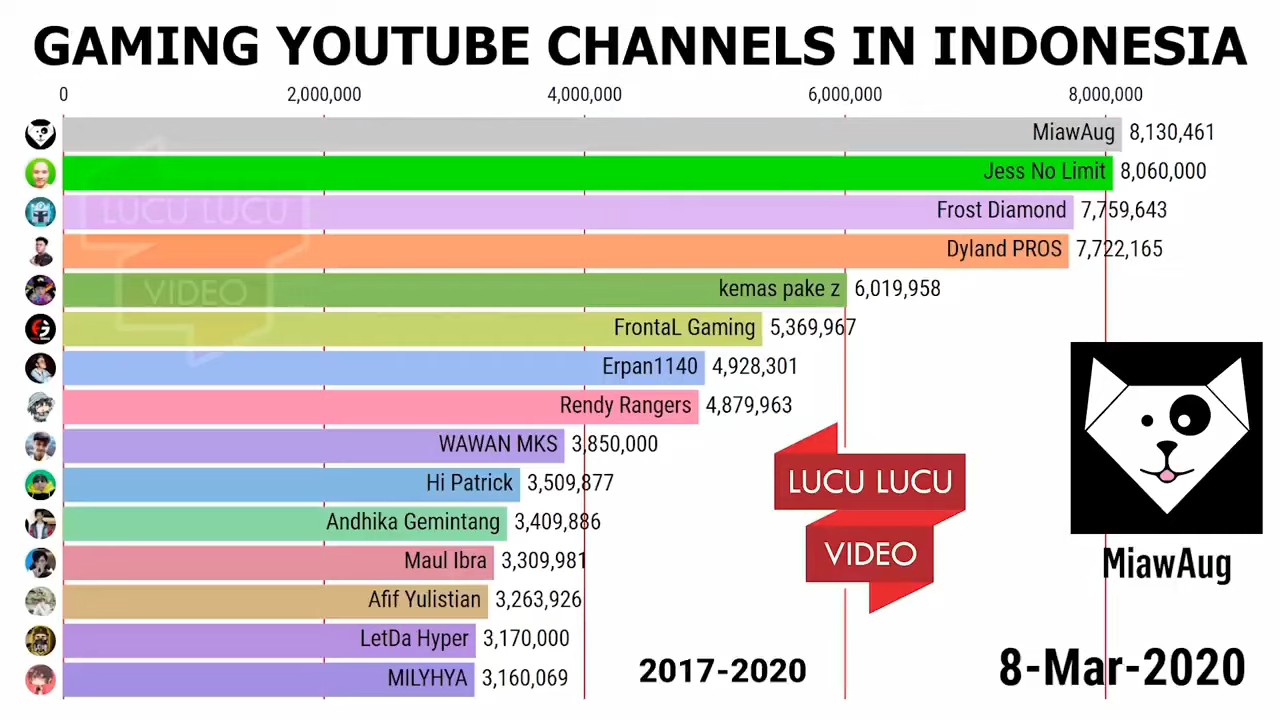 GAMING YOUTUBE CHANNELS IN INDONESIA
0 2,000,000 4,000,000 6,000,000 8,000,000
MiawAug 8,130,461
Jess No Limit 8,060,000
Frost Diamond 7,759,643
Dyland PROS 7,722,165
kemas pake z 6,019,958
FrontaL Gaming 5,369,967
Erpan1140 4,928,301
Rendy Rangers 4,879,963
WAWAN MKS 3,850,000
Hi Patrick 3,509,877
Andhika Gemintang 3,409,886
Maul Ibra 3,309,981
Afif Yulistian 3,263,926
LetDa Hyper 3,170,000
MILYHYA 3,160,069
LUCU LUCU
VIDEO
LUCU LUCU
VIDEO
MiawAug
2017-2020
8-Mar-2020